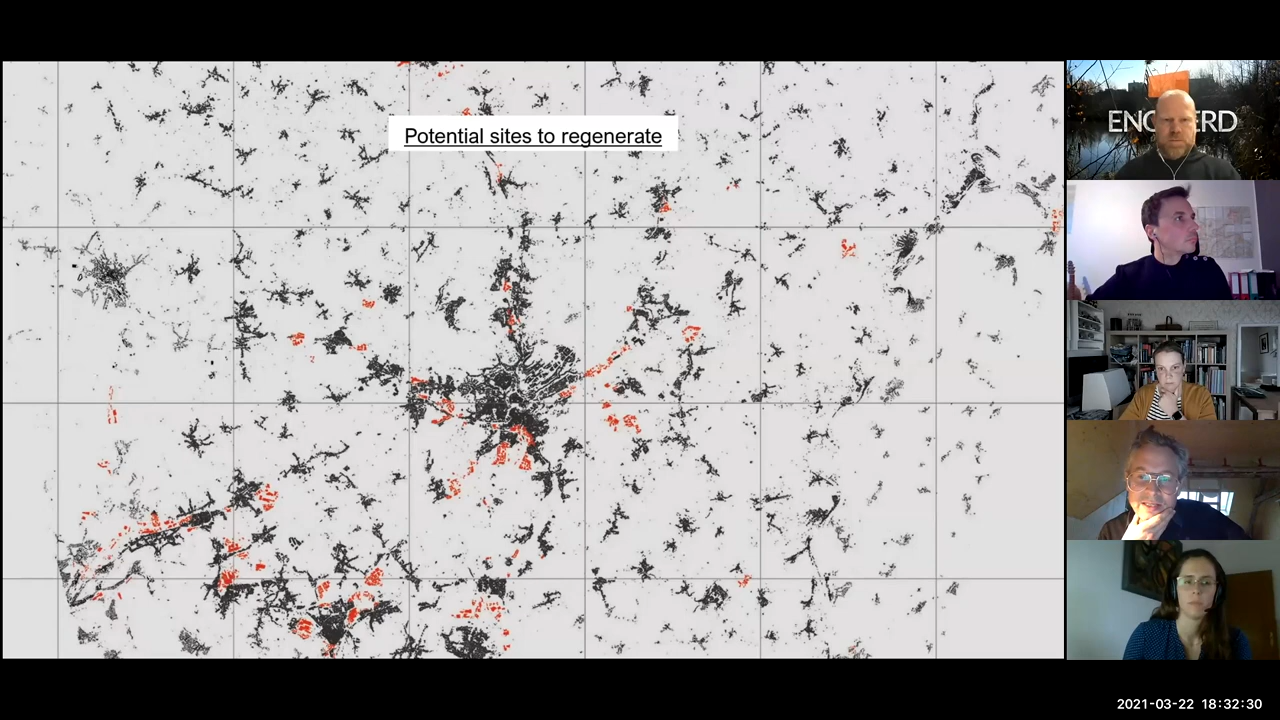 Potential sites to regenerate
2021-03-22 18:32:30